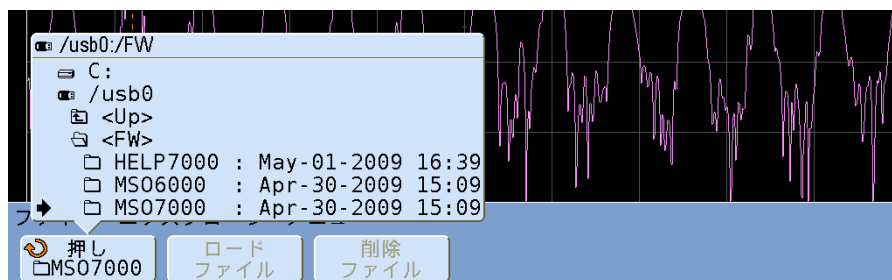 /usb0:/FW
C:
/usb0
<Up>
<FW>
HELP7000 : May-01-2009 16:39
MSO6000 : Apr-30-2009 15:09
MSO7000 : Apr-30-2009 15:09
押し
MSO7000
ロード
ファイル
削除
ファイル